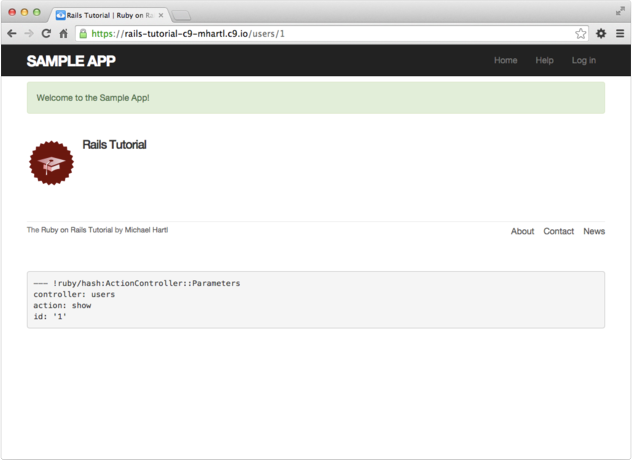 Rails Tutorial | Ruby on Ra
https://rails-tutorial-c9-mhartl.c9.io/users/1
SAMPLE APP
Home Help Log in
Welcome to the Sample App!
Rails Tutorial
The Ruby on Rails Tutorial by Michael Hartl
About Contact News
--- !ruby/hash:ActionController::Parameters
controller: users
action: show
id: '1'